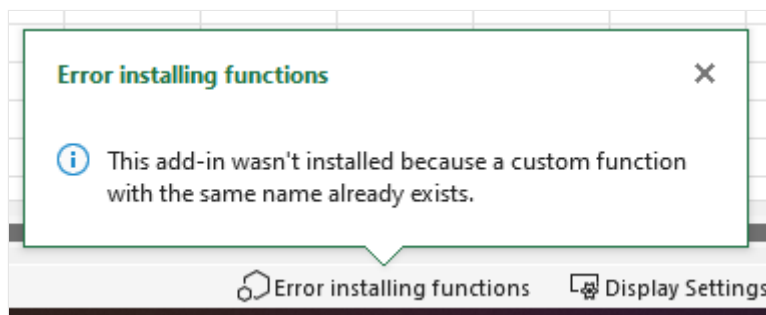 Error installing functions
This add-in wasn't installed because a custom function
with the same name already exists.
Error installing functions
Display Settings